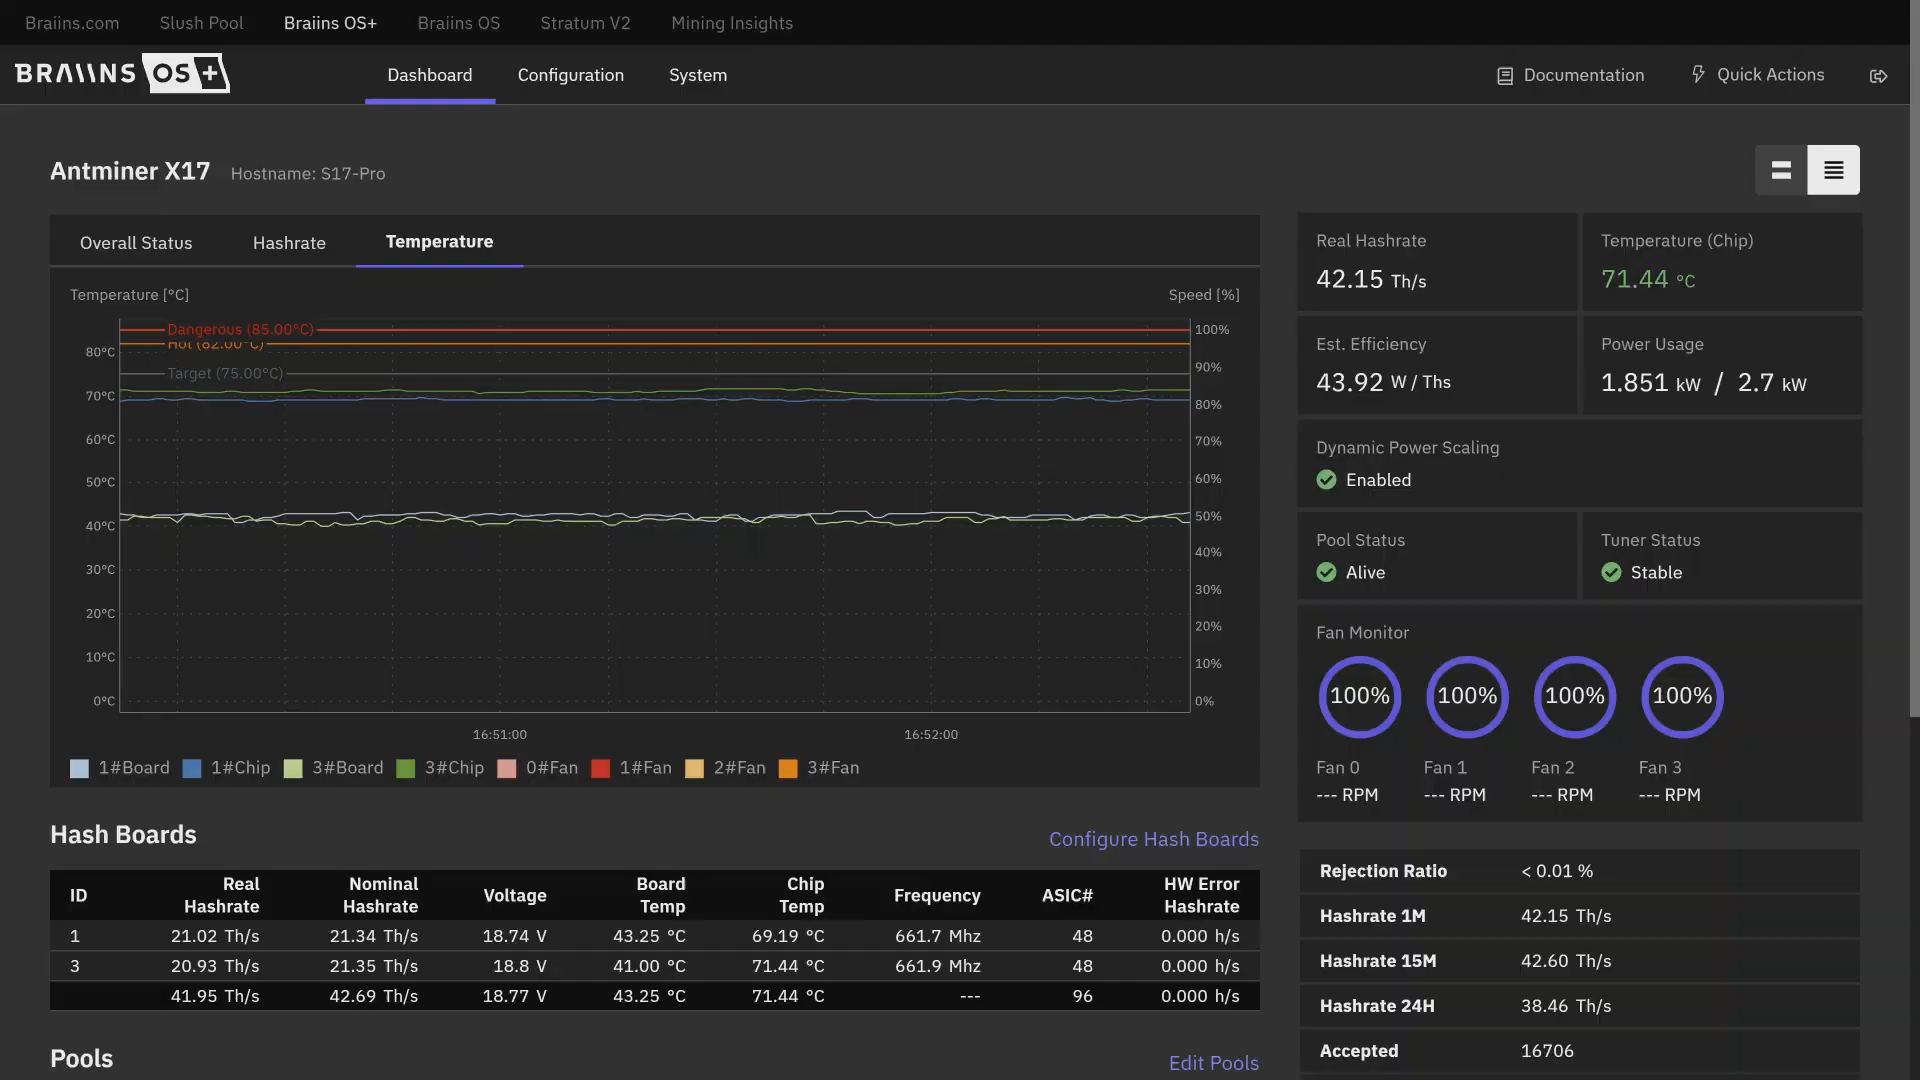 Braiins.com Slush Pool Braiins OS+ Braiins OS Stratum V2 Mining Insights
BRAIINS OS+ Dashboard Configuration System Documentation Quick Actions
Antminer X17 Hostname: S17-Pro
Overall Status Hashrate Temperature
Temperature [°C] Speed [%]
Dangerous (85.00°C)
Hot (82.00°C)
Target (75.00°C)
80°C
70°C
60°C
50°C
40°C
30°C
20°C
10°C
0°C
100%
90%
80%
70%
60%
50%
40%
30%
20%
10%
0%
16:51:00 16:52:00
1#Board 1#Chip 3#Board 3#Chip 0#Fan 1#Fan 2#Fan 3#Fan
Real Hashrate
42.15 Th/s
Temperature (Chip)
71.44 °C
Est. Efficiency
43.92 W / Ths
Power Usage
1.851 kW / 2.7 kW
Dynamic Power Scaling
Enabled
Pool Status
Alive
Tuner Status
Stable
Fan Monitor
100% 100% 100% 100%
Fan 0 Fan 1 Fan 2 Fan 3
--- RPM --- RPM --- RPM --- RPM
Hash Boards Configure Hash Boards
ID Real Hashrate Nominal Hashrate Voltage Board Temp Chip Temp Frequency ASIC# HW Error Hashrate
1 21.02 Th/s 21.34 Th/s 18.74 V 43.25 °C 69.19 °C 661.7 Mhz 48 0.000 h/s
3 20.93 Th/s 21.35 Th/s 18.8 V 41.00 °C 71.44 °C 661.9 Mhz 48 0.000 h/s
41.95 Th/s 42.69 Th/s 18.77 V 43.25 °C 71.44 °C --- 96 0.000 h/s
Pools Edit Pools
Rejection Ratio < 0.01 %
Hashrate 1M 42.15 Th/s
Hashrate 15M 42.60 Th/s
Hashrate 24H 38.46 Th/s
Accepted 16706